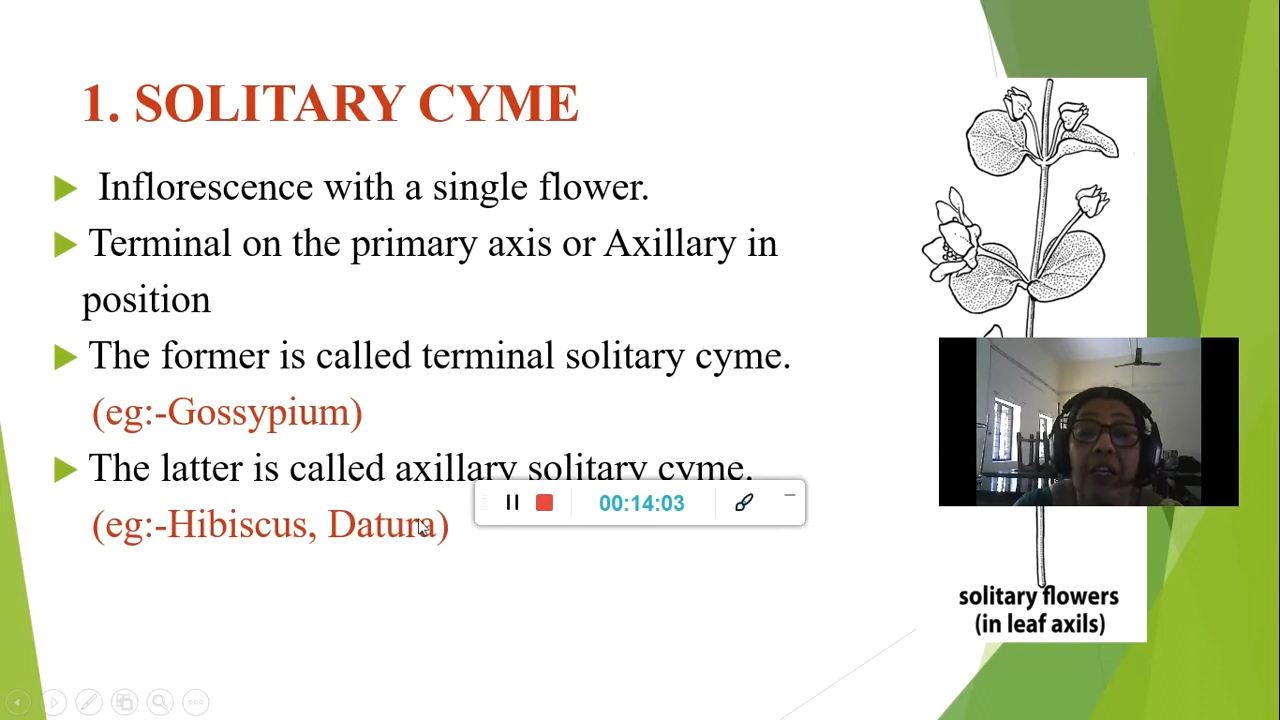 1. SOLITARY CYME
Inflorescence with a single flower.
Terminal on the primary axis or Axillary in
position
The former is called terminal solitary cyme.
(eg:-Gossypium)
The latter is called axillary solitary cyme.
(eg:-Hibiscus, Datura)
00:14:03
solitary flowers
(in leaf axils)